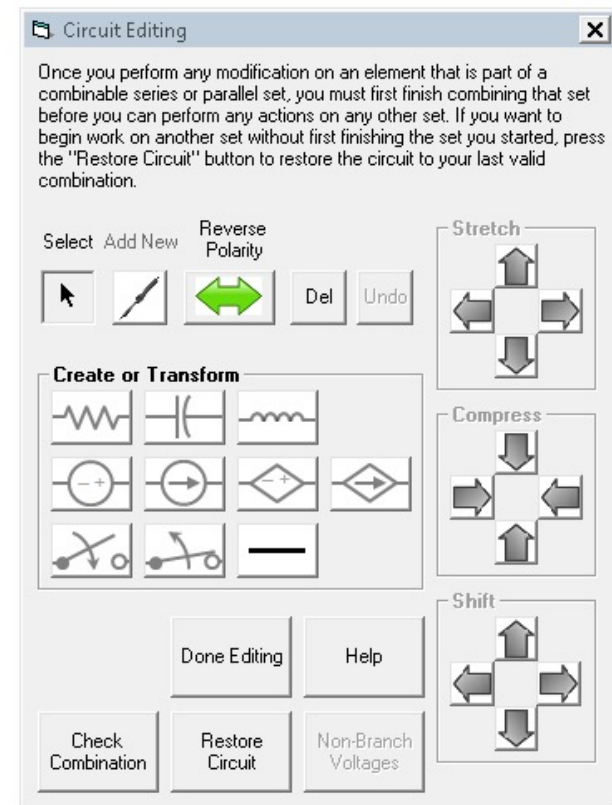 Circuit Editing
Once you perform any modification on an element that is part of a
combinable series or parallel set, you must first finish combining that set
before you can perform any actions on any other set. If you want to
begin work on another set without first finishing the set you started, press
the "Restore Circuit" button to restore the circuit to your last valid
combination.
Select Add New Reverse
Polarity
Del Undo
Stretch
Create or Transform
- +
- +
Compress
Shift
Done Editing Help
Check
Combination
Restore
Circuit
Non-Branch
Voltages